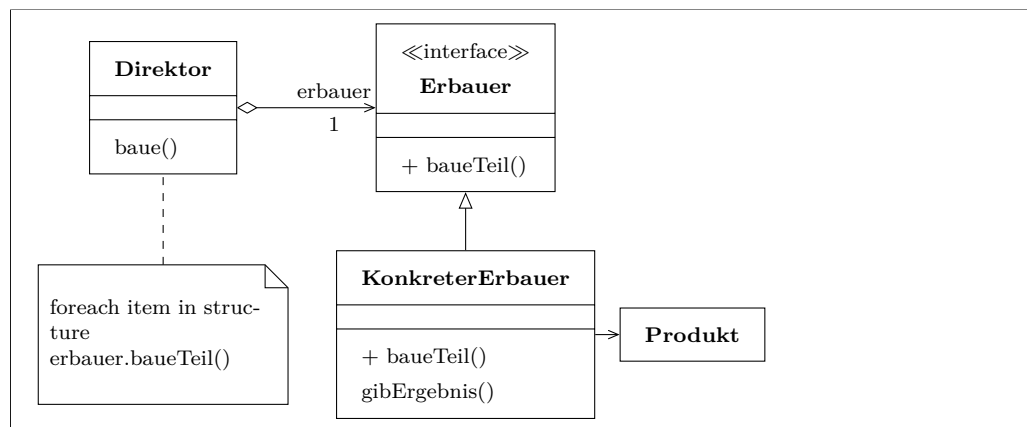 Direktor
baue()
erbauer
1
≪interface≫
Erbauer
+ baueTeil()
foreach item in struc-
ture
erbauer.baueTeil()
KonkreterErbauer
+ baueTeil()
gibErgebnis()
Produkt